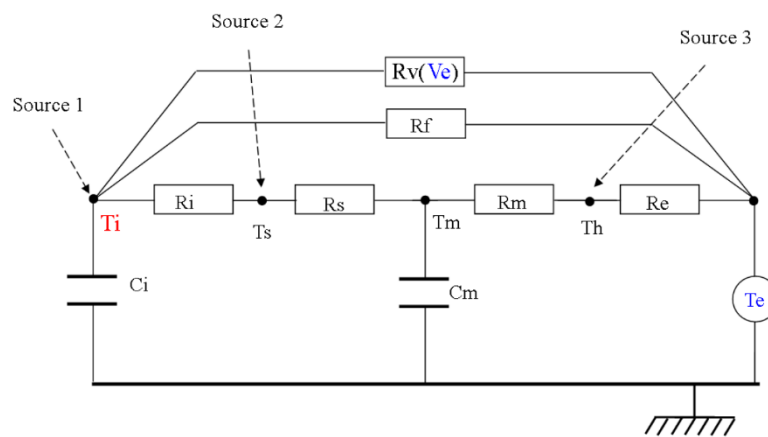 Source 2
Source 3
Source 1
Rv(Ve)
Rf
Ri
Rs
Rm
Re
Ti
Ts
Tm
Th
Ci
Cm
Te